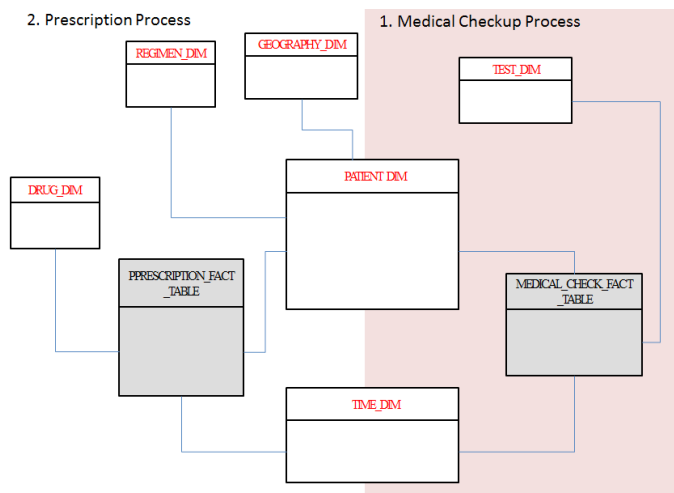 2. Prescription Process
1. Medical Checkup Process
REGIMEN_DIM
GEOGRAPHY_DIM
TEST_DIM
DRUG_DIM
PATIENT DIM
PPRESCRIPTION_FACT
_TABLE
MEDICAL_CHECK_FACT
_TABLE
TIME_DIM